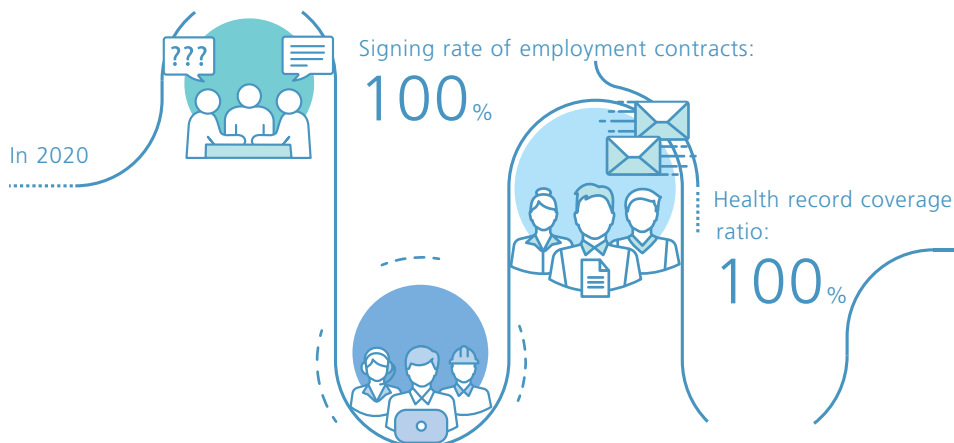 ???
Signing rate of employment contracts:
100%
In 2020
Health record coverage
ratio:
100%